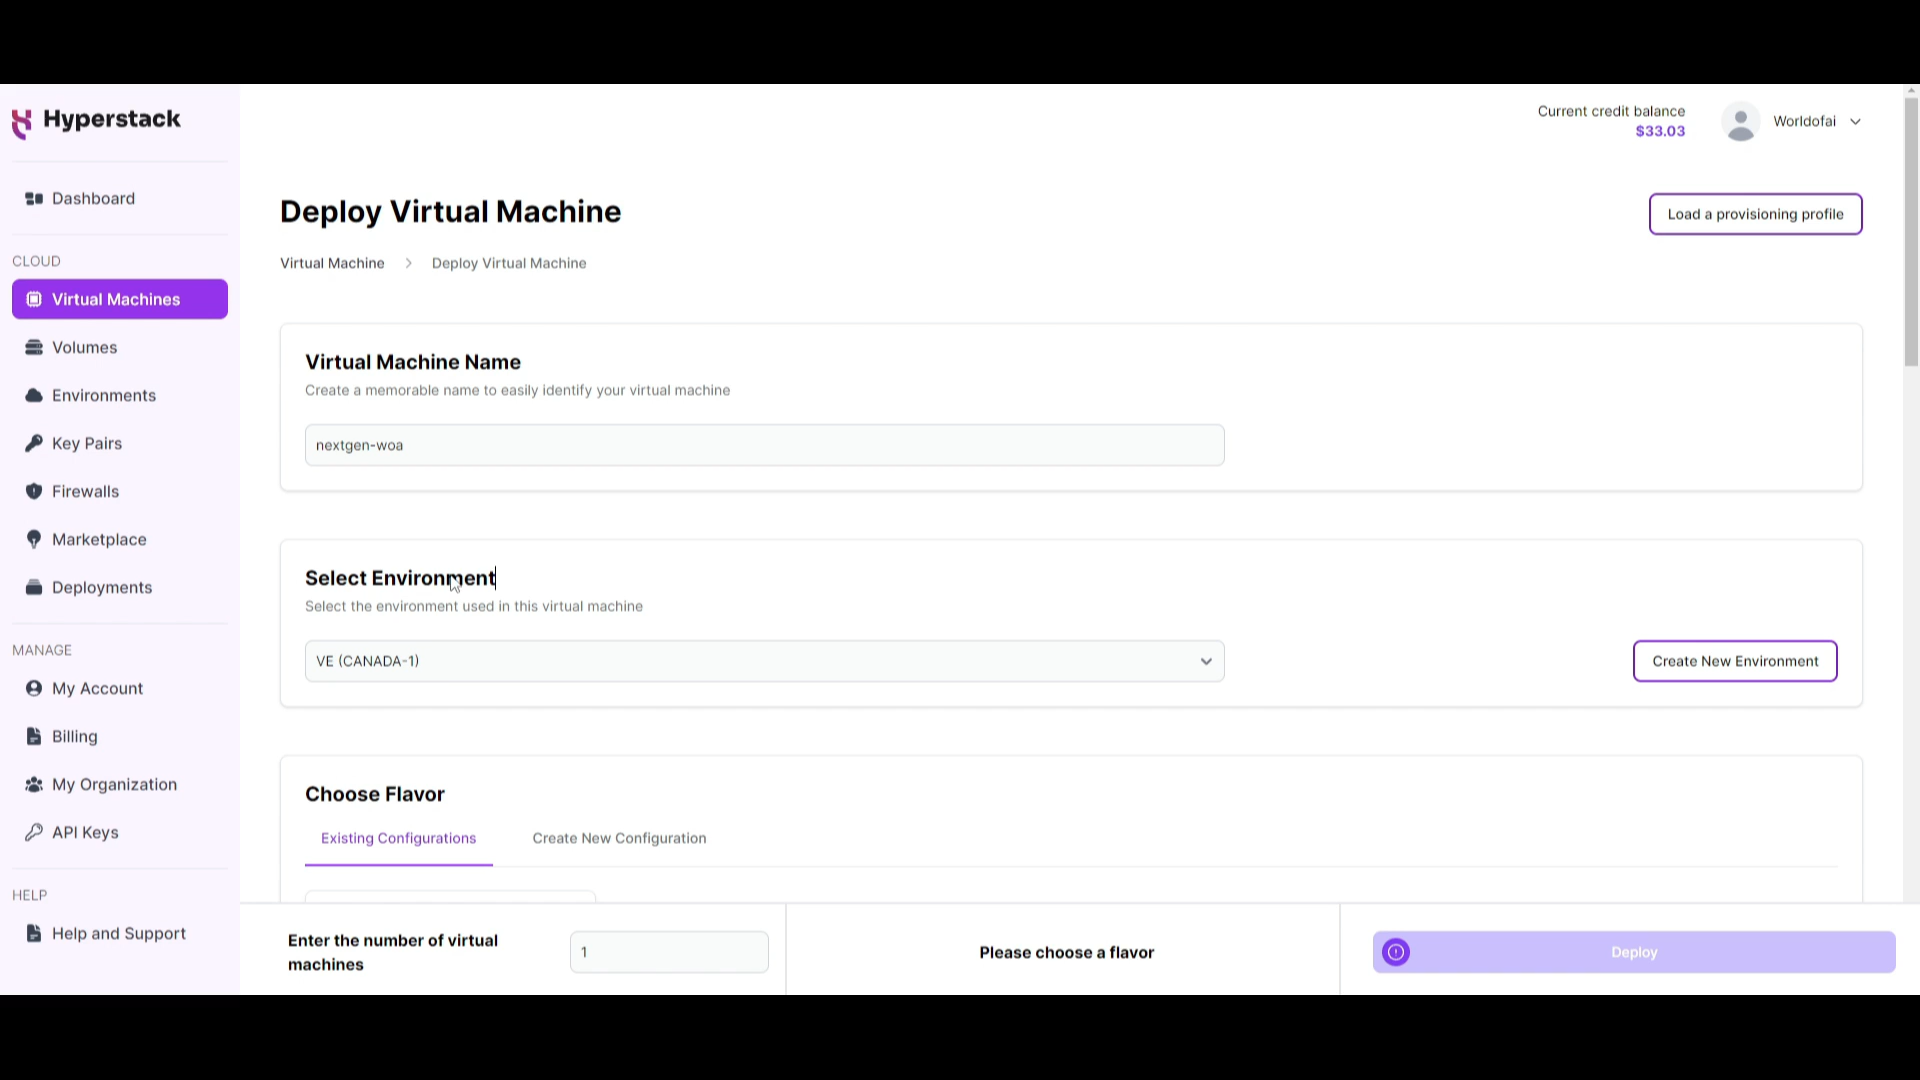 Hyperstack
Current credit balance
$33.03
Worldofai
Dashboard
CLOUD
Virtual Machines
Volumes
Environments
Key Pairs
Firewalls
Marketplace
Deployments
MANAGE
My Account
Billing
My Organization
API Keys
HELP
Help and Support
Deploy Virtual Machine
Load a provisioning profile
Virtual Machine > Deploy Virtual Machine
Virtual Machine Name
Create a memorable name to easily identify your virtual machine
nextgen-woa
Select Environment
Select the environment used in this virtual machine
VE (CANADA-1)
Create New Environment
Choose Flavor
Existing Configurations Create New Configuration
Enter the number of virtual
machines
1
Please choose a flavor
Deploy